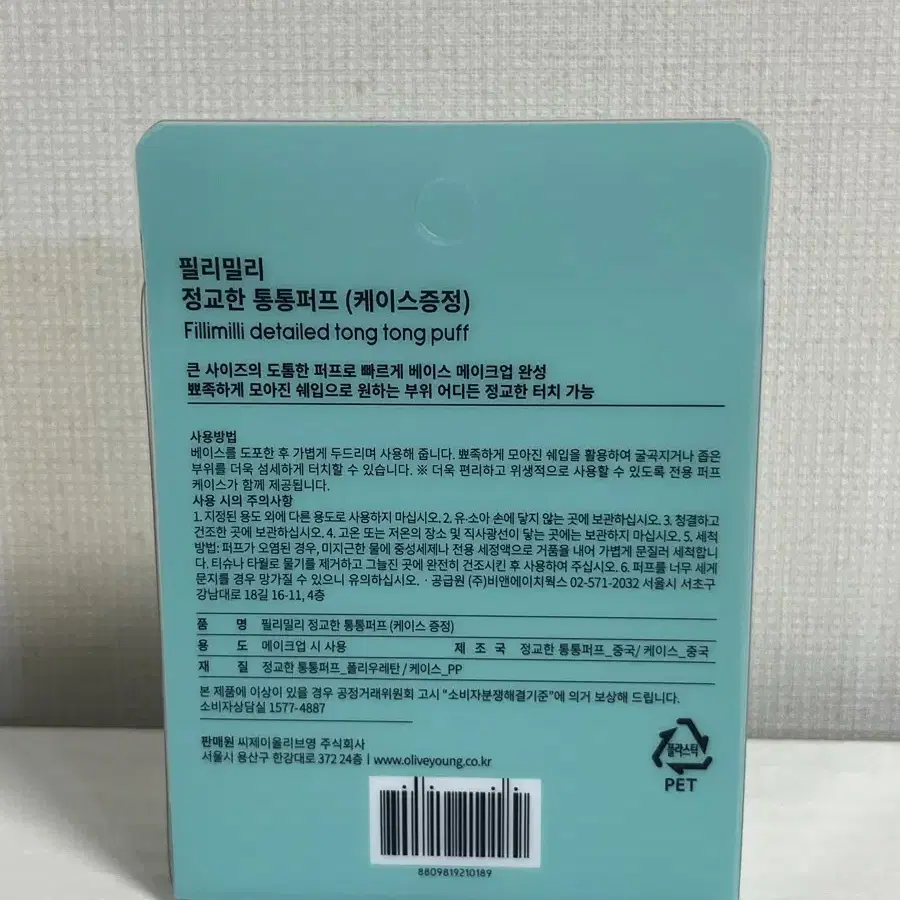 필리밀리
정교한 통통퍼프 (케이스증정)
Fillimilli detailed tong tong puff
큰 사이즈의 도톰한 퍼프로 빠르게 베이스 메이크업 완성
뾰족하게 모아진 쉐입으로 원하는 부위 어디든 정교한 터치 가능
사용방법
베이스를 도포한 후 가볍게 두드리며 사용해 줍니다. 뾰족하게 모아진 쉐입을 활용하여 굴곡지거나 좁은
부위를 더욱 섬세하게 터치할 수 있습니다. ※ 더욱 편리하고 위생적으로 사용할 수 있도록 전용 퍼프
케이스가 함께 제공됩니다.
사용 시의 주의사항
1. 지정된 용도 외에 다른 용도로 사용하지 마십시오. 2. 유·소아 손에 닿지 않는 곳에 보관하십시오. 3. 청결하고
건조한 곳에 보관하십시오. 4. 고온 또는 저온의 장소 및 직사광선이 닿는 곳에는 보관하지 마십시오. 5. 세척
방법: 퍼프가 오염된 경우, 미지근한 물에 중성세제나 전용 세정액으로 거품을 내어 가볍게 문질러 세척합니
다. 티슈나 타월로 물기를 제거하고 그늘진 곳에 완전히 건조시킨 후 사용하여 주십시오. 6. 퍼프를 너무 세게
문지를 경우 망가질 수 있으니 유의하십시오. · 공급원 (주)비앤에이치웍스 02-571-2032 서울시 서초구
강남대로 18길 16-11, 4층
품 명 필리밀리 정교한 통통퍼프 (케이스 증정)
용 도 메이크업 시 사용 제 조 국 정교한 통통퍼프_중국/ 케이스_중국
재 질 정교한 통통퍼프_폴리우레탄 / 케이스_PP
본 제품에 이상이 있을 경우 공정거래위원회 고시 "소비자분쟁해결기준"에 의거 보상해 드립니다.
소비자상담실 1577-4887
판매원 씨제이올리브영 주식회사
서울시 용산구 한강대로 372 24층 | www.oliveyoung.co.kr
플라스틱
PET
8809819210189